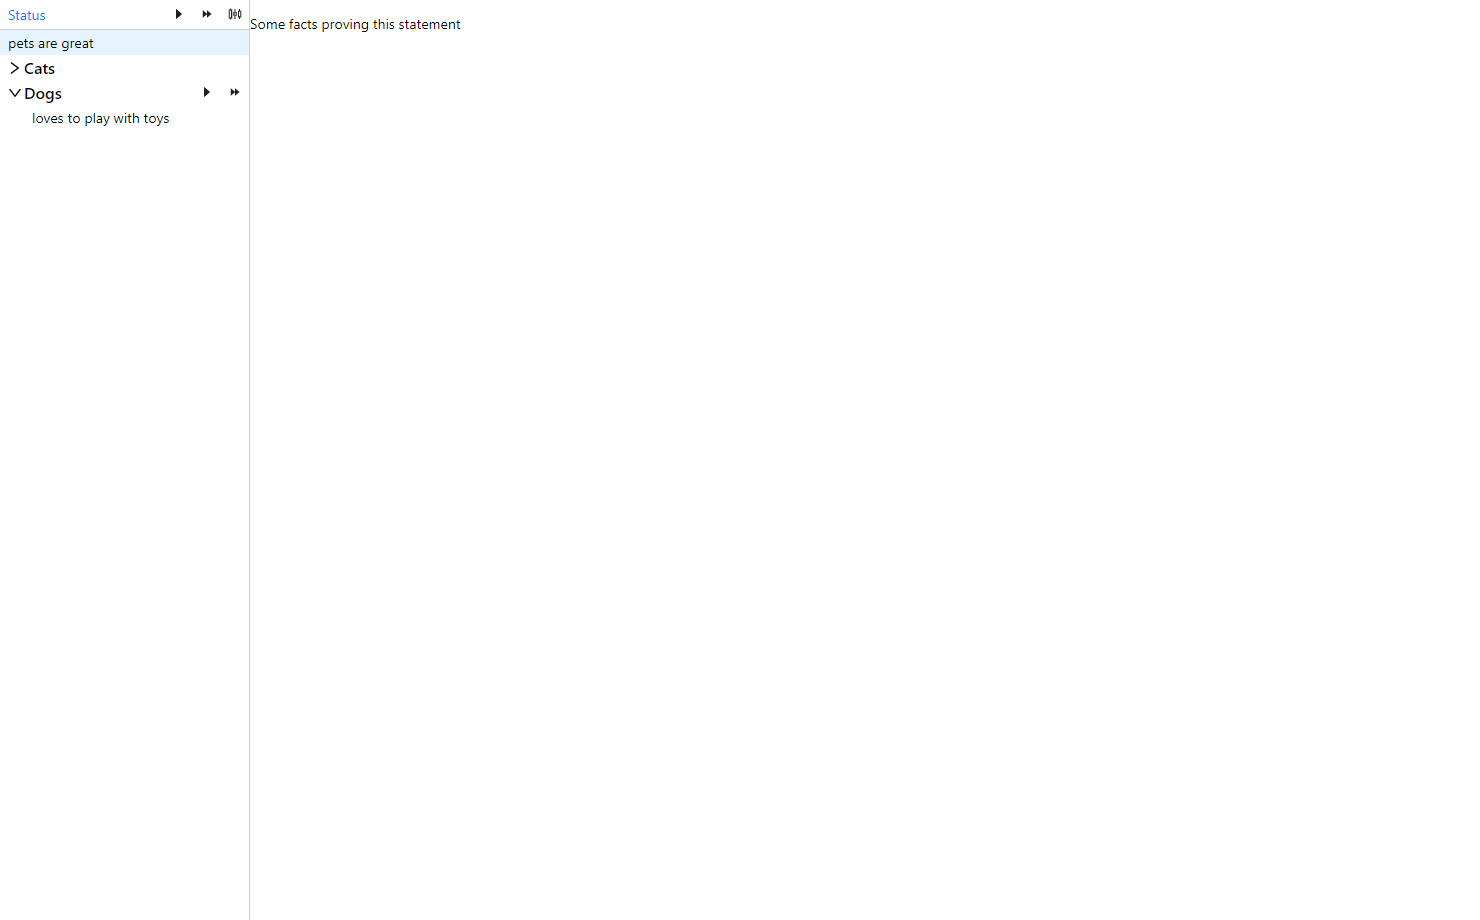 Status
pets are great
Cats
Dogs
loves to play with toys
Some facts proving this statement